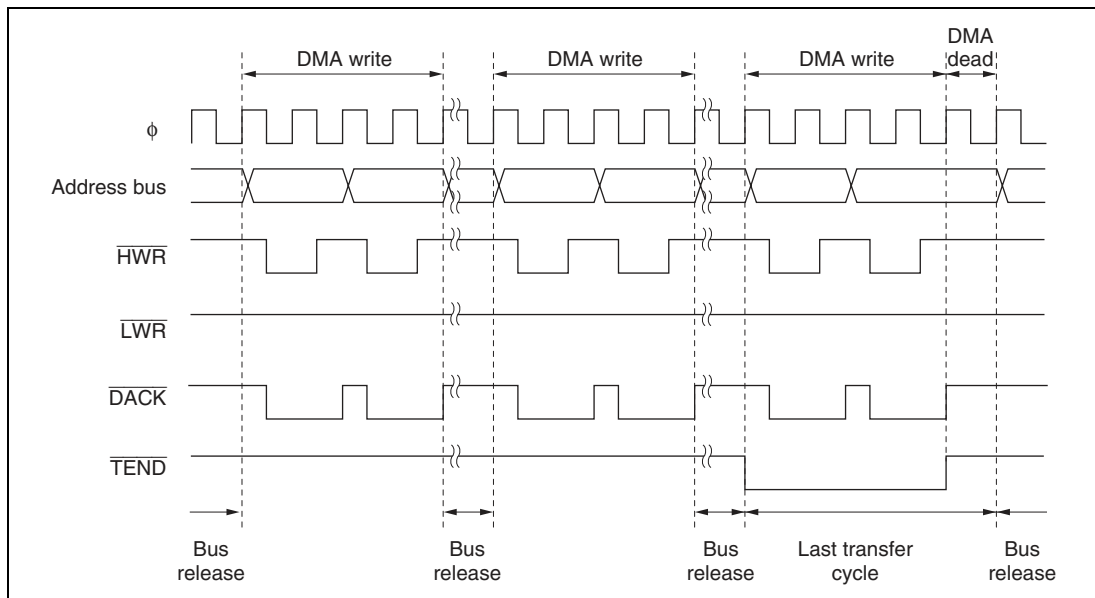 DMA
DMA write DMA write DMA write dead
φ
Address bus
HWR
LWR
DACK
TEND
Bus Bus Bus Last transfer Bus
release release release cycle release